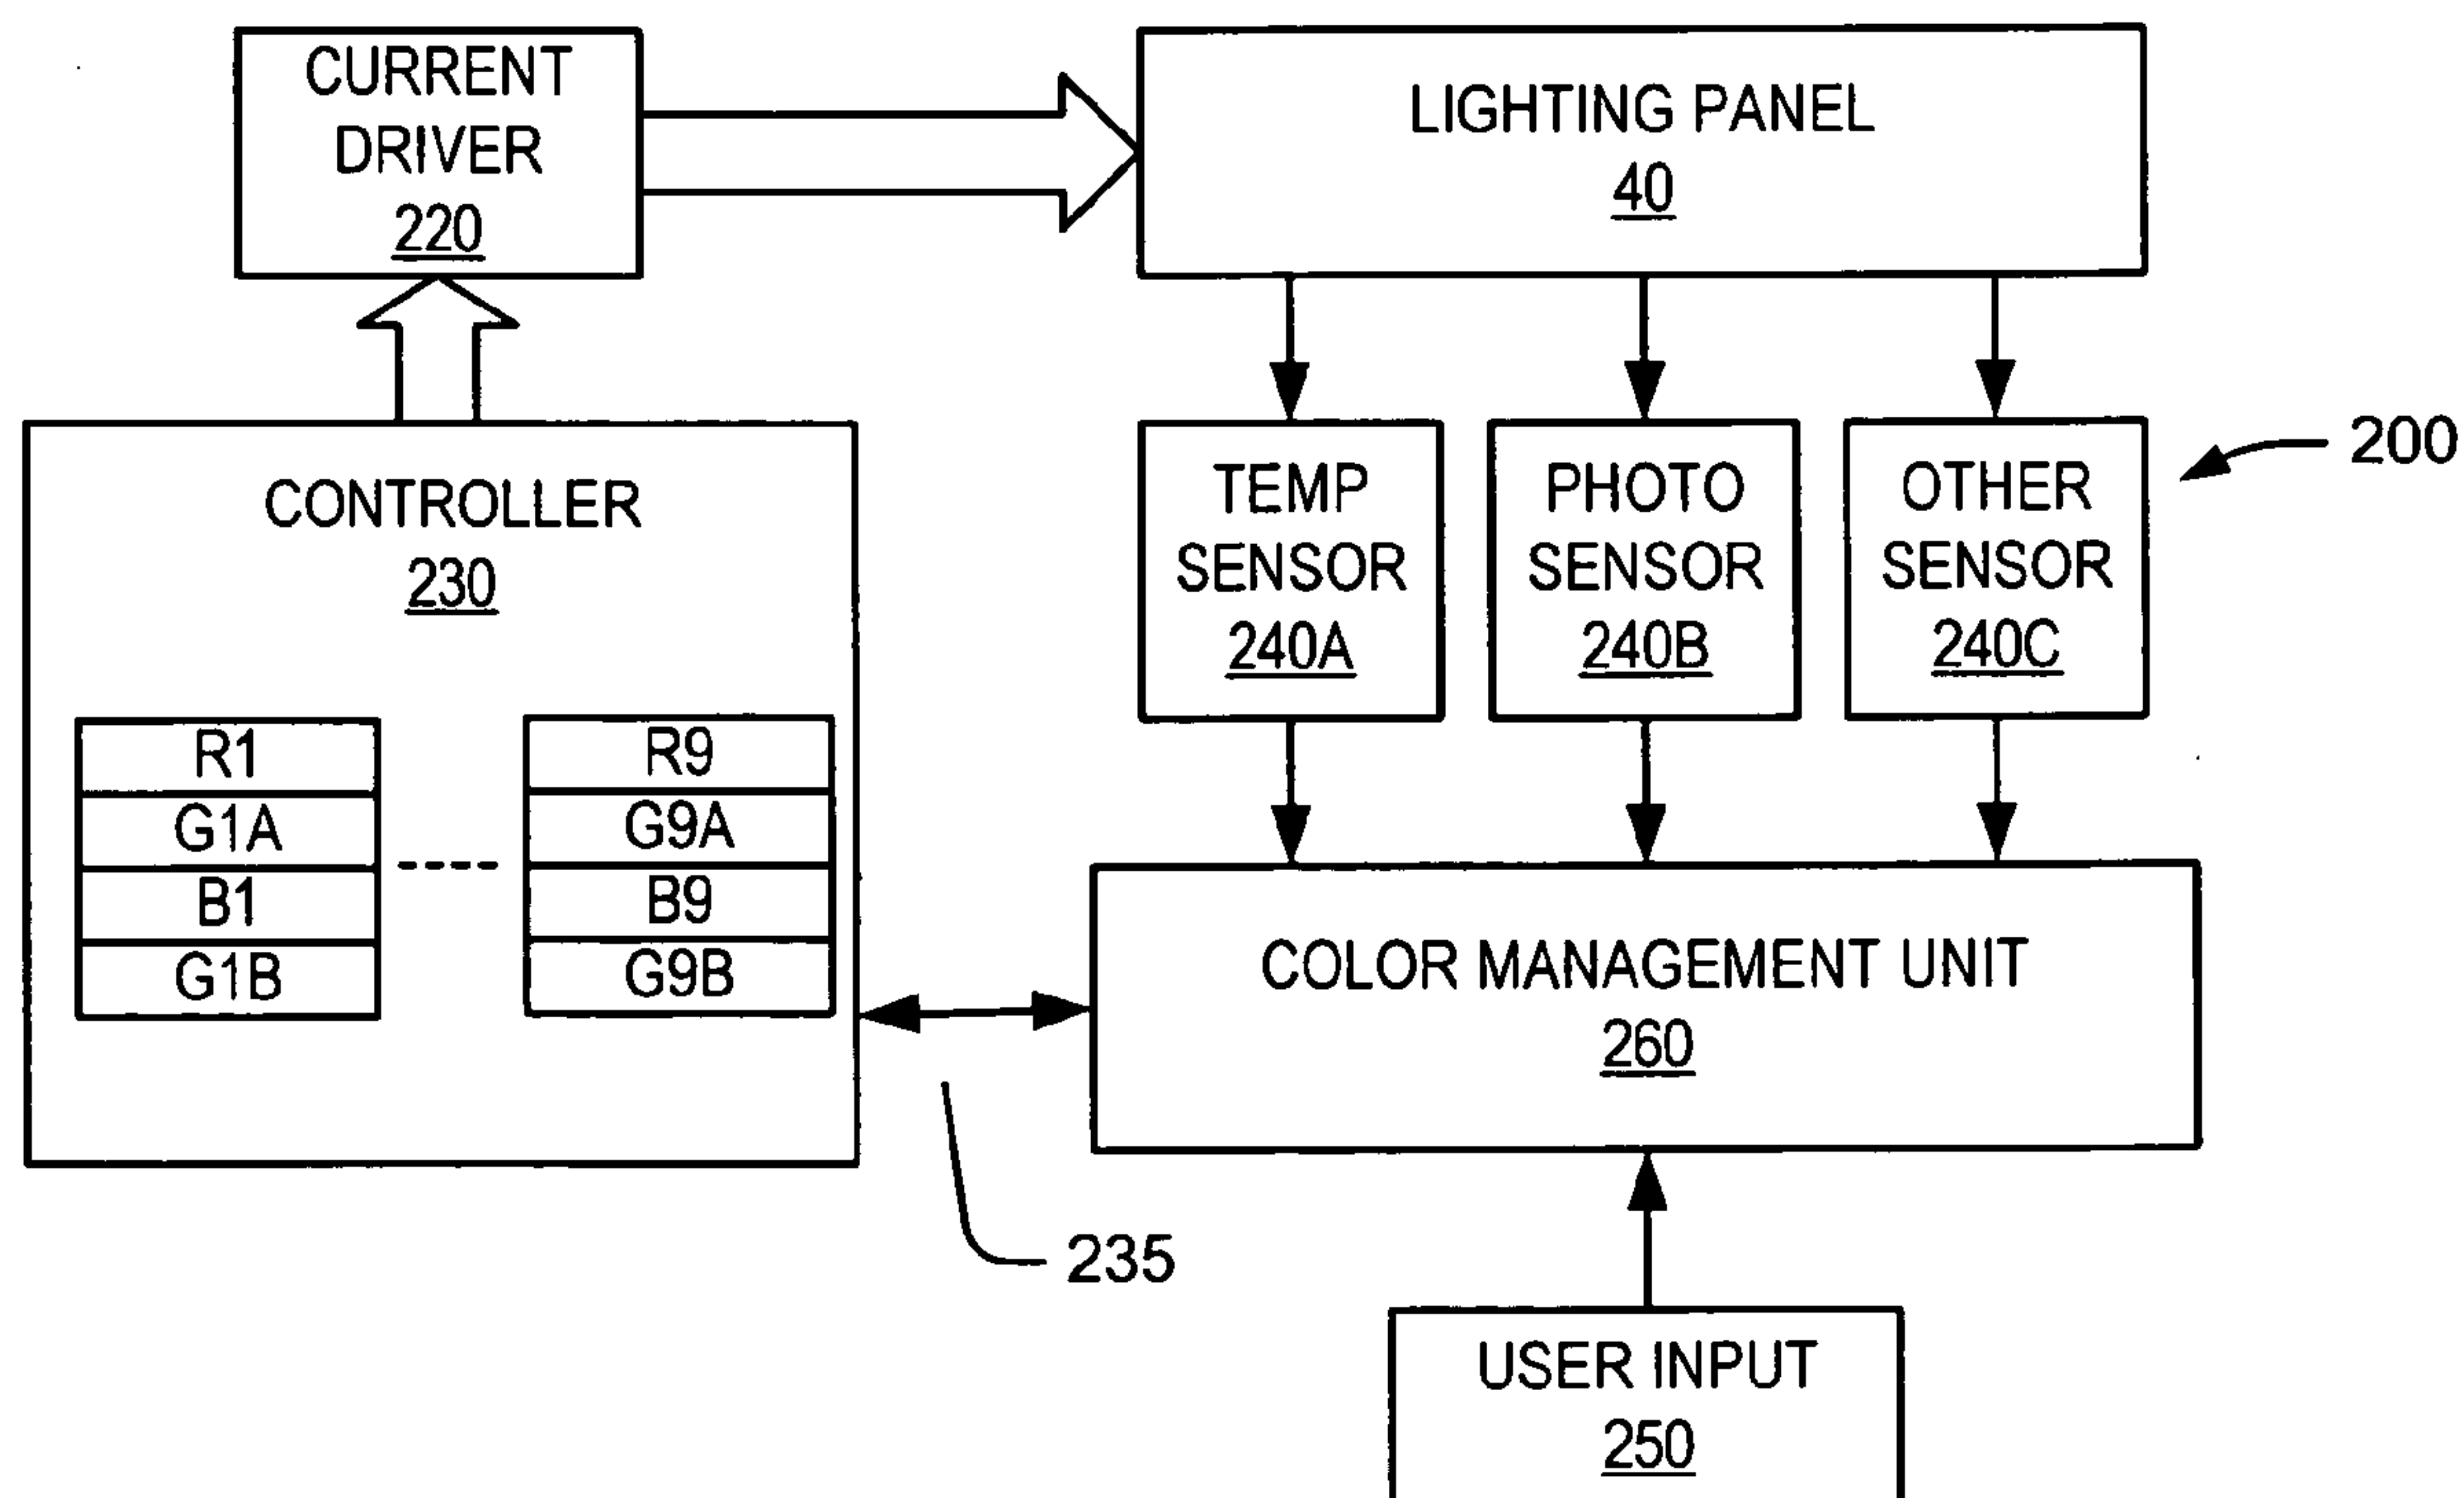 CURRENT
DRIVER
220
LIGHTING PANEL
40
CONTROLLER
230
R1
G1A
B1
G1B
R9
G9A
B9
G9B
TEMP
SENSOR
240A
PHOTO
SENSOR
240B
OTHER
SENSOR
240C
200
COLOR MANAGEMENT UNIT
260
235
USER INPUT
250